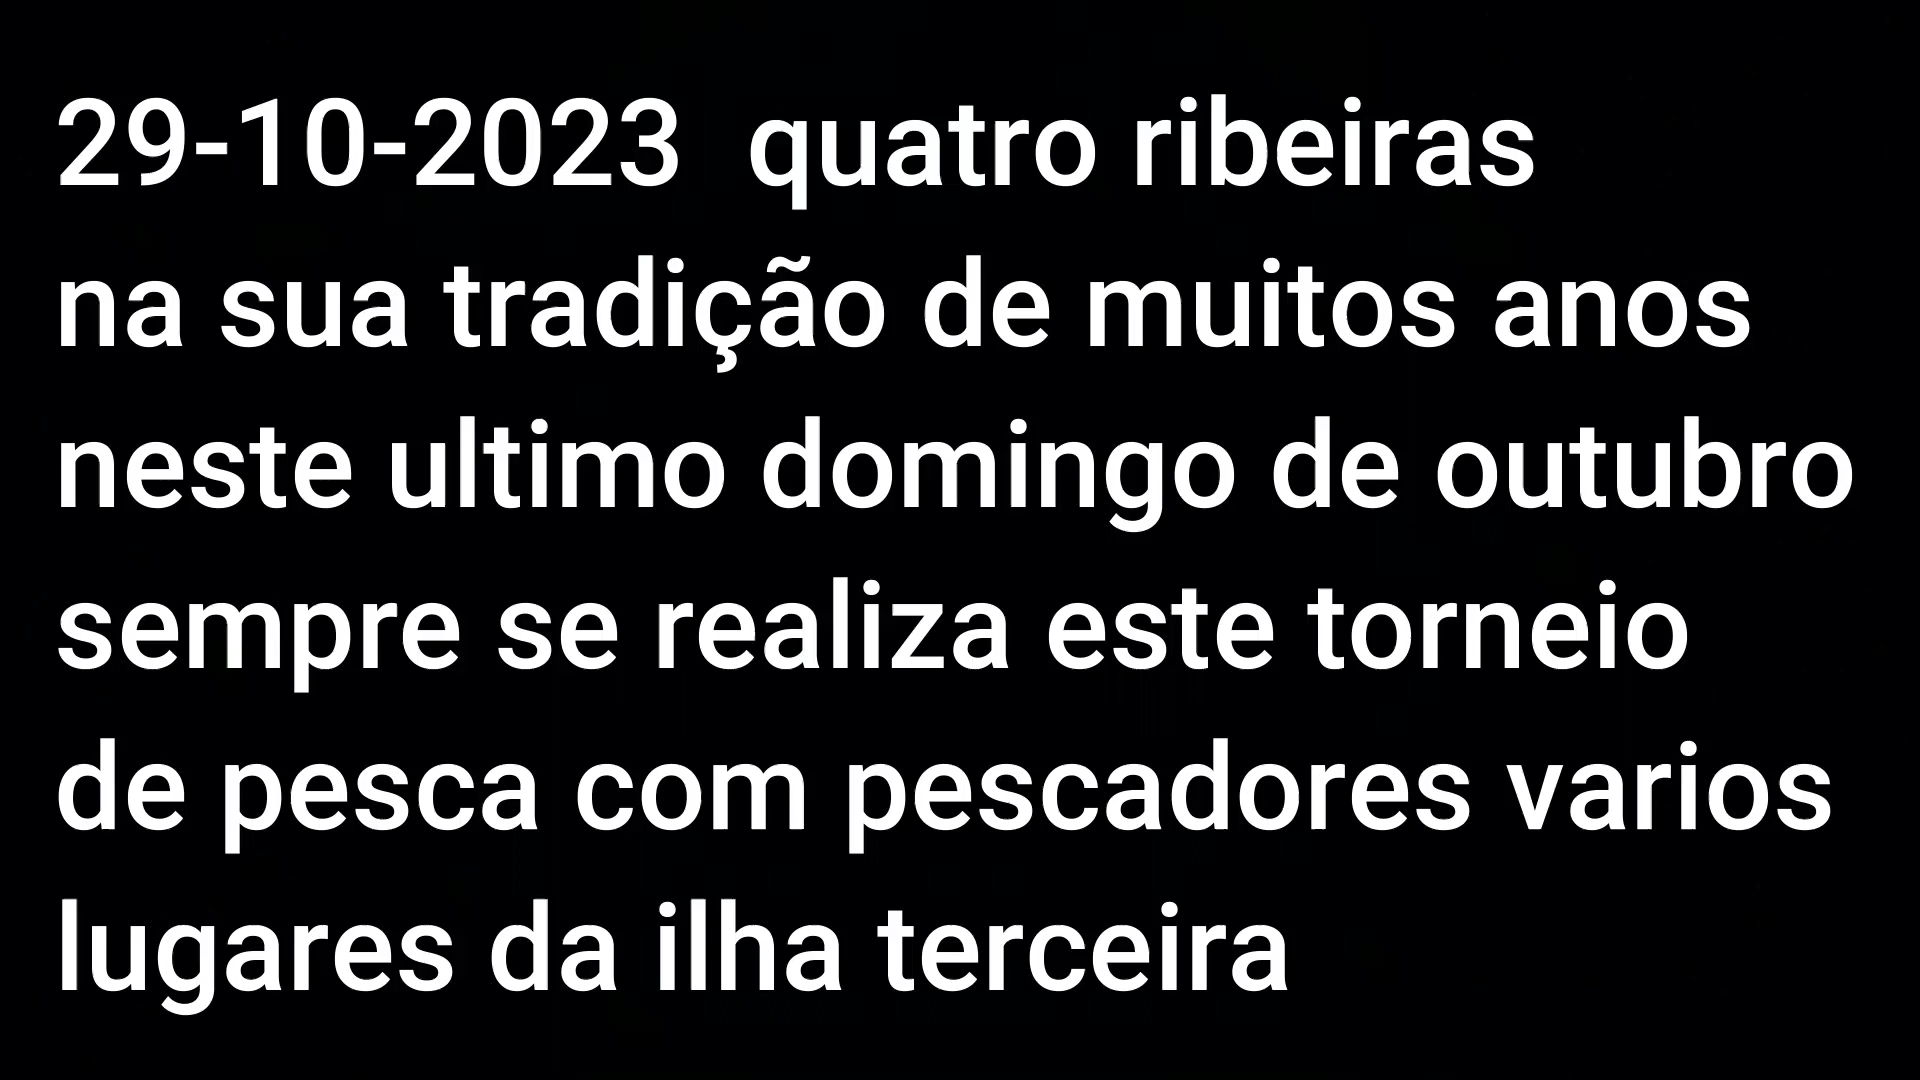 29-10-2023  quatro ribeiras
na sua tradição de muitos anos
neste ultimo domingo de outubro
sempre se realiza este torneio
de pesca com pescadores varios
lugares da ilha terceira